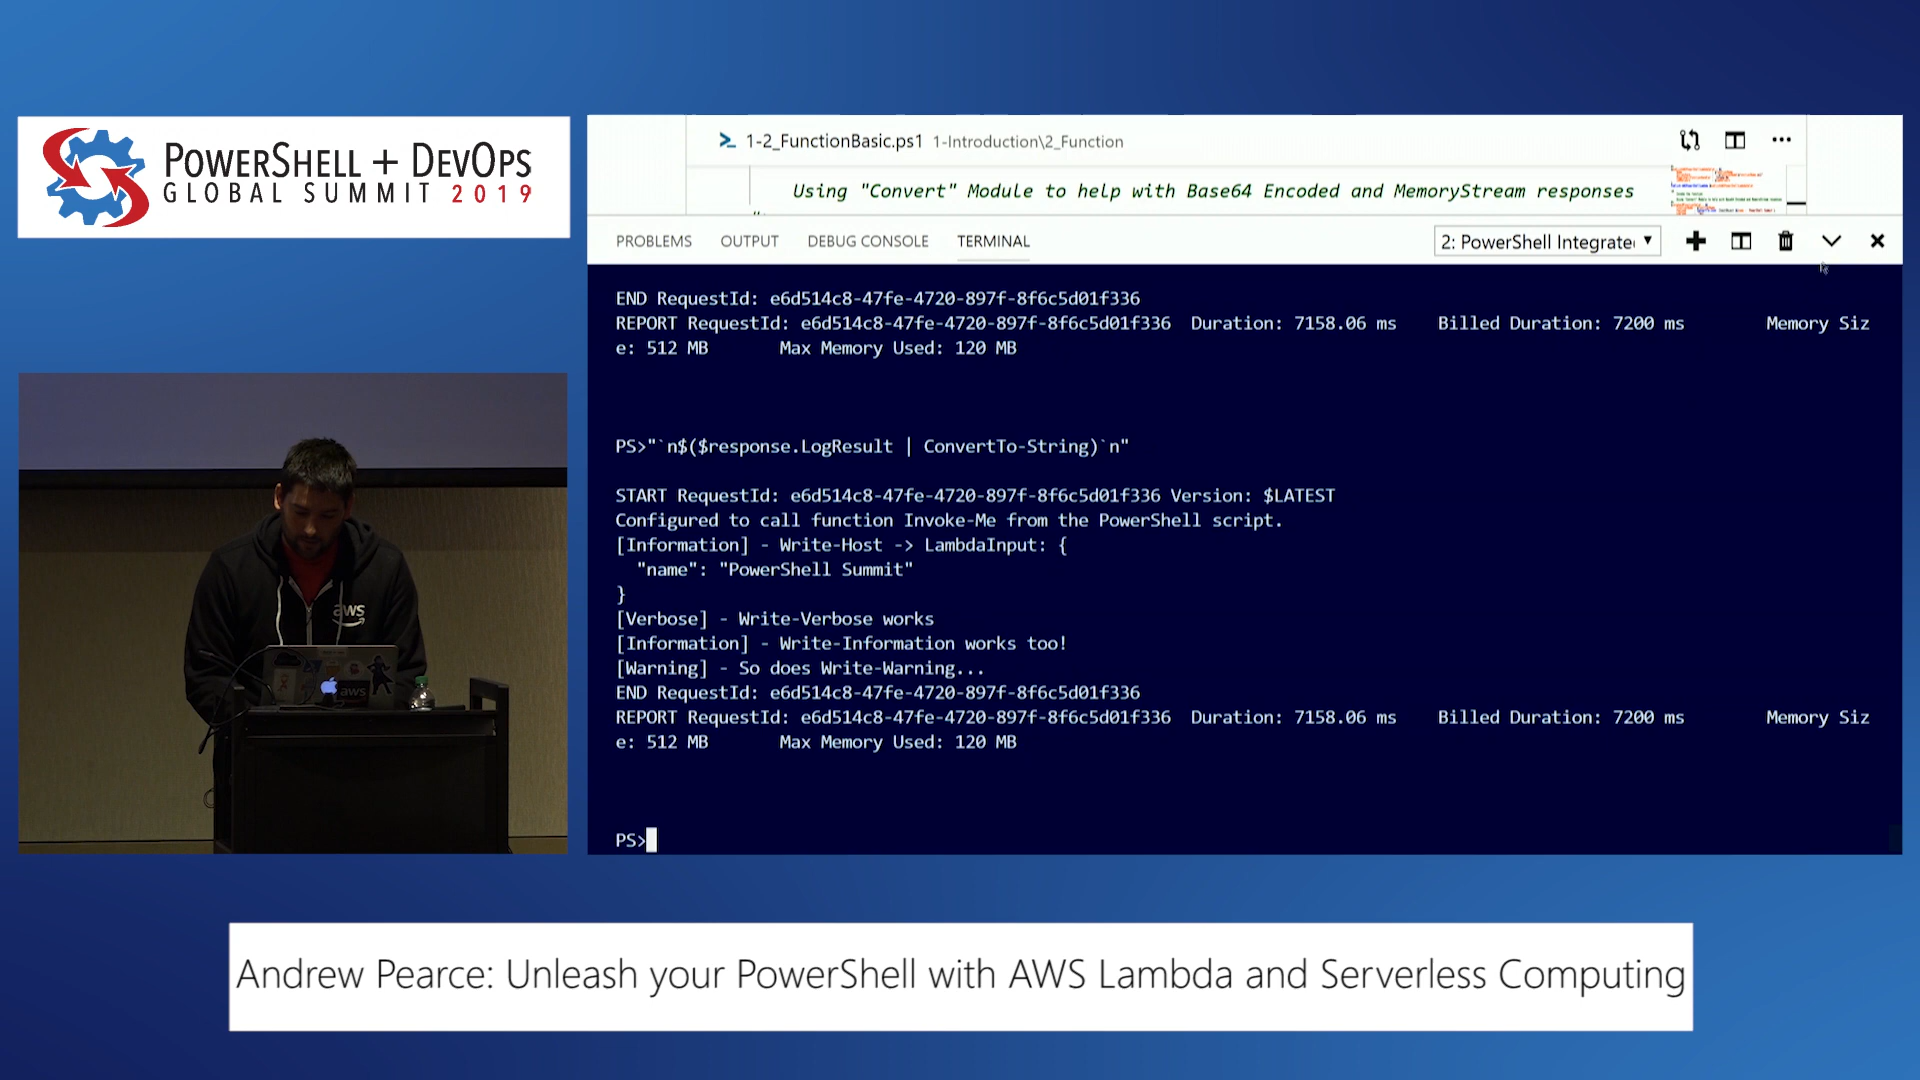 POWERSHELL + DEVOPS
GLOBAL SUMMIT 2019
1-2_FunctionBasic.ps1 1-Introduction\2_Function
Using "Convert" Module to help with Base64 Encoded and MemoryStream responses
PROBLEMS OUTPUT DEBUG CONSOLE TERMINAL 2: PowerShell Integrate
END RequestId: e6d514c8-47fe-4720-897f-8f6c5d01f336
REPORT RequestId: e6d514c8-47fe-4720-897f-8f6c5d01f336 Duration: 7158.06 ms Billed Duration: 7200 ms Memory Siz
e: 512 MB Max Memory Used: 120 MB
PS>"`n$($response.LogResult | ConvertTo-String)`n"
START RequestId: e6d514c8-47fe-4720-897f-8f6c5d01f336 Version: $LATEST
Configured to call function Invoke-Me from the PowerShell script.
[Information] - Write-Host -> LambdaInput: {
"name": "PowerShell Summit"
}
[Verbose] - Write-Verbose works
[Information] - Write-Information works too!
[Warning] - So does Write-Warning...
END RequestId: e6d514c8-47fe-4720-897f-8f6c5d01f336
REPORT RequestId: e6d514c8-47fe-4720-897f-8f6c5d01f336 Duration: 7158.06 ms Billed Duration: 7200 ms Memory Siz
e: 512 MB Max Memory Used: 120 MB
PS>
aws
aws
Andrew Pearce: Unleash your PowerShell with AWS Lambda and Serverless Computing